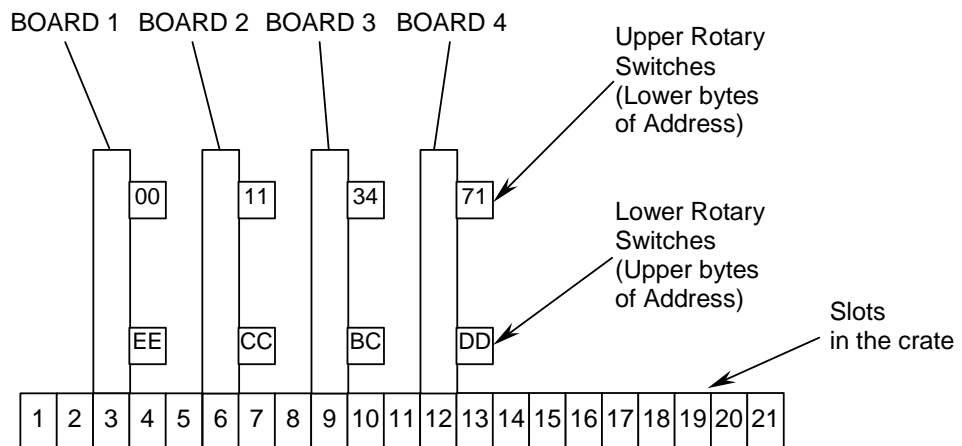 BOARD 1 BOARD 2 BOARD 3 BOARD 4
Upper Rotary
Switches
(Lower bytes
of Address)
00 11 34 71
Lower Rotary
Switches
(Upper bytes
of Address)
EE CC BC DD
Slots
in the crate
1 2 3 4 5 6 7 8 9 10 11 12 13 14 15 16 17 18 19 20 21